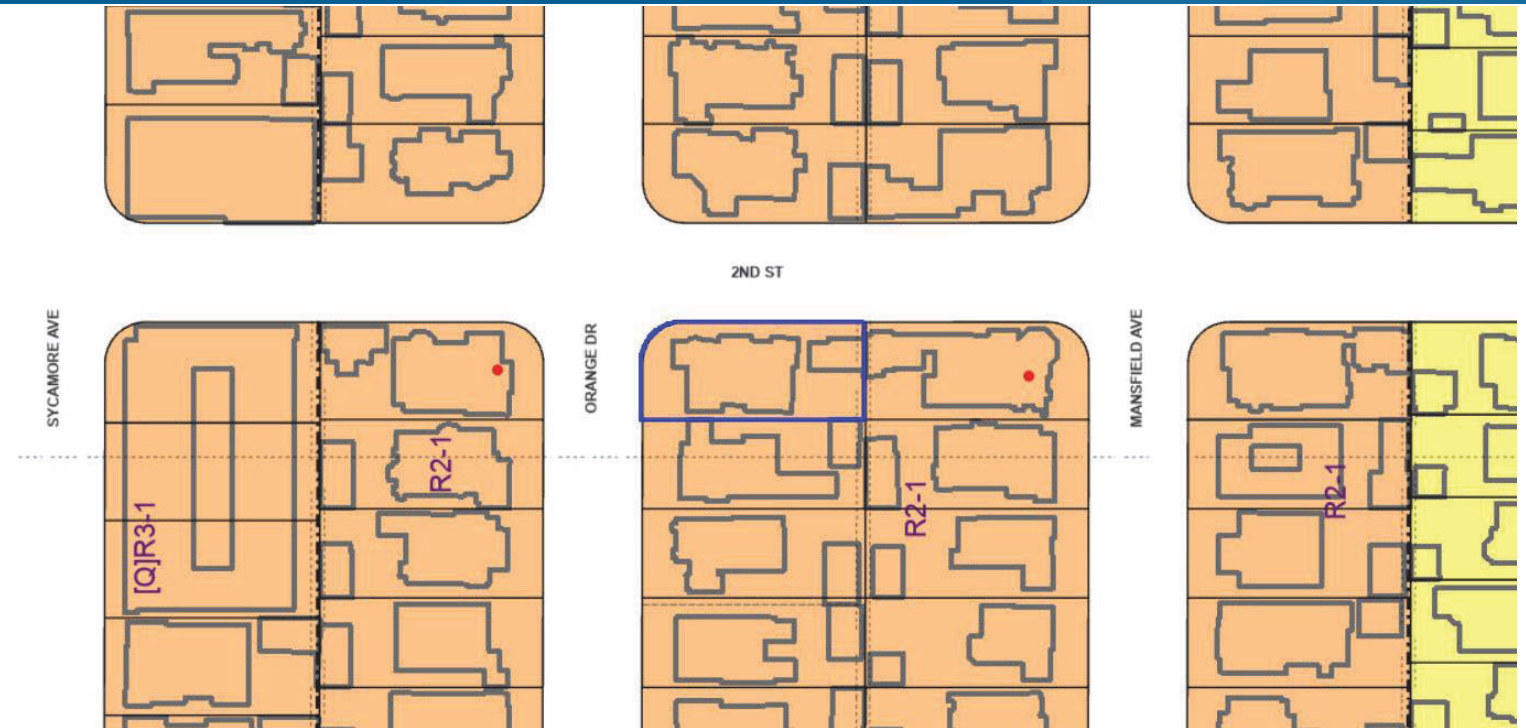 2ND ST
SYCAMORE AVE
ORANGE DR
MANSFIELD AVE
R2-1
R2-1
R2-1
[Q]R3-1